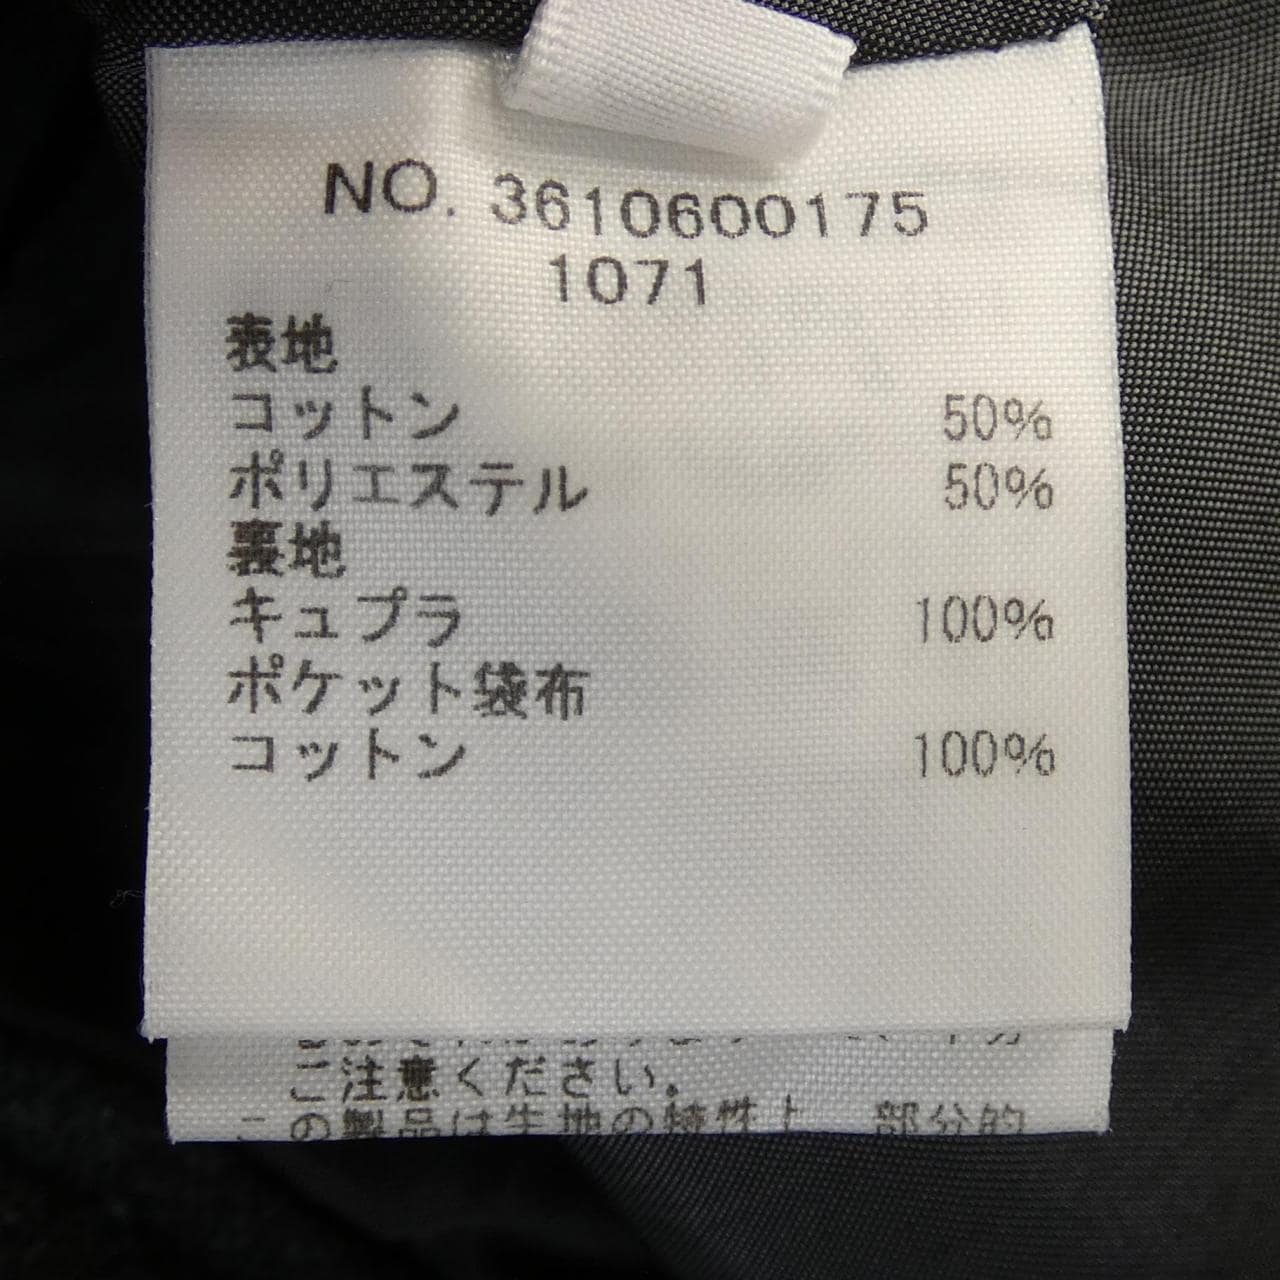 NO. 3610600175
1071
表地
コットン 50%
ポリエステル 50%
裏地
キュプラ 100%
ポケット袋布
コットン 100%
ご注意ください。
この製品は生地の特性上、部分的